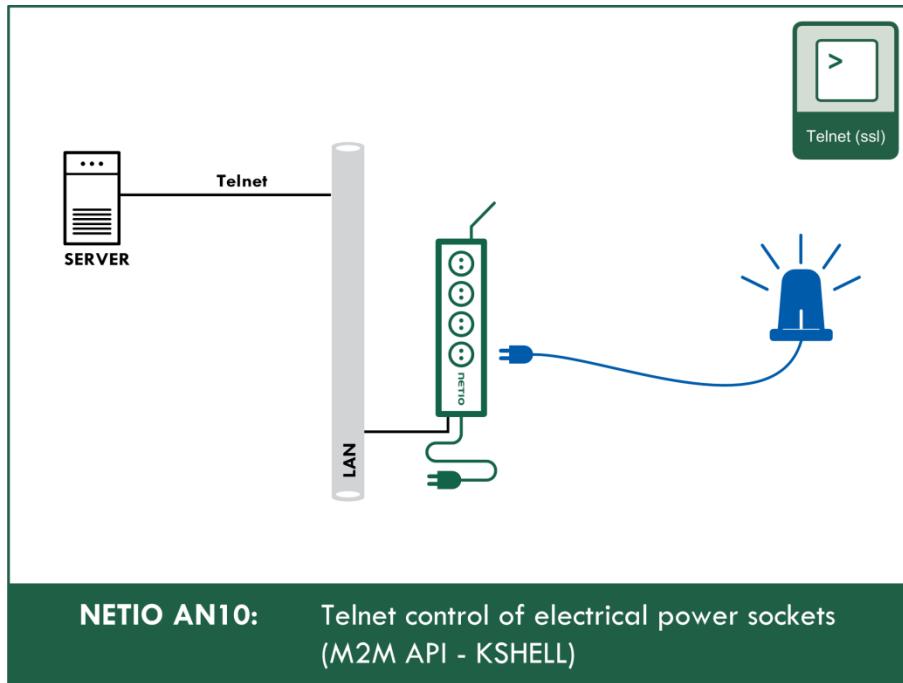 >
Telnet (ssl)
Telnet
SERVER
NETIO
LAN
NETIO AN10: Telnet control of electrical power sockets
(M2M API - KSHELL)